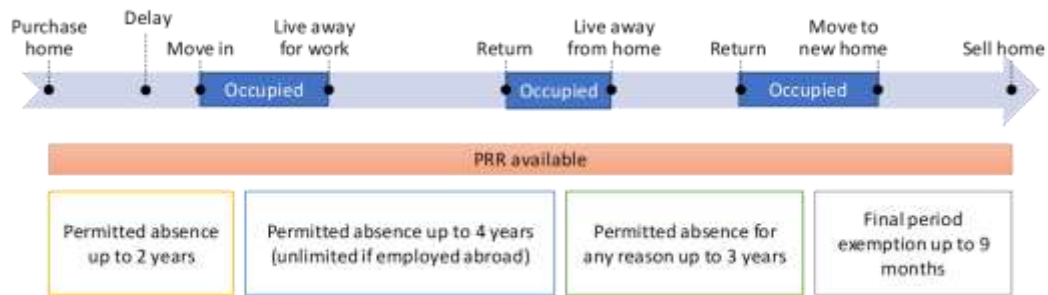 Purchase
home
Delay
Move in
Live away
for work
Return
Live away
from home
Return
Move to
new home
Sell home
Occupied
Occupied
Occupied
PRR available
Permitted absence
up to 2 years
Permitted absence up to 4 years
(unlimited if employed abroad)
Permitted absence for
any reason up to 3 years
Final period
exemption up to 9
months